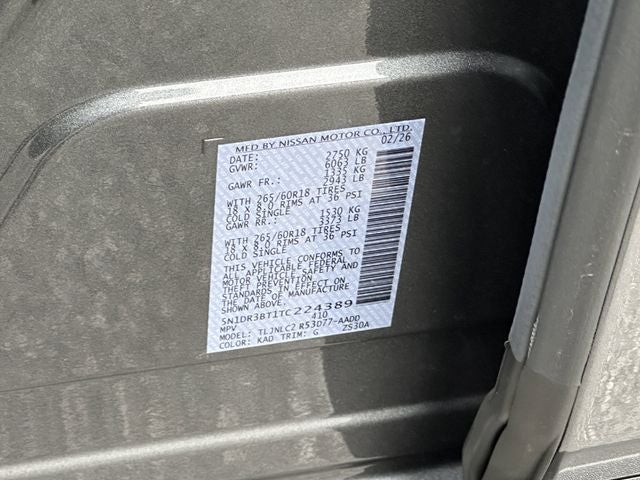 MFD BY NISSAN MOTOR CO., LTD.
DATE: 02/26
GVWR: 2750 KG
6063 LB
GAWR FR.: 1335 KG
2943 LB
WITH 265/60R18 TIRES
18 X 8.0 RIMS AT 36 PSI
COLD SINGLE
GAWR RR.: 1530 KG
3373 LB
WITH 265/60R18 TIRES
18 X 8.0 RIMS AT 36 PSI
COLD SINGLE
THIS VEHICLE CONFORMS TO
ALL APPLICABLE FEDERAL
MOTOR VEHICLE SAFETY AND
THEFT PREVENTION
STANDARDS IN EFFECT ON
THE DATE OF MANUFACTURE
SHOWN ABOVE.
5N1DR3BT1TC224389
MPV 410
MODEL: TLJNLC2 R53D77-AADD
COLOR: KAD TRIM: G ZS30A